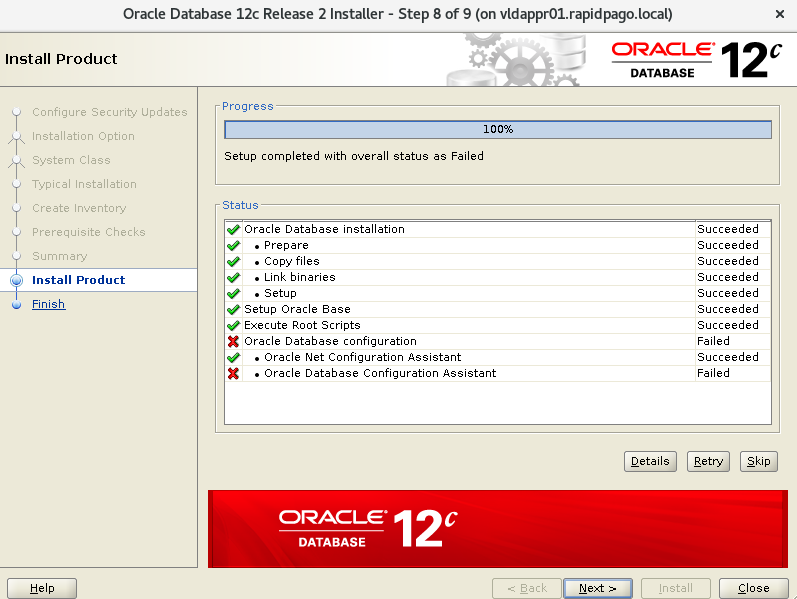 Oracle Database 12c Release 2 Installer - Step 8 of 9 (on vldappr01.rapidpago.local) ×
Install Product
ORACLE DATABASE 12c
Configure Security Updates
Installation Option
System Class
Typical Installation
Create Inventory
Prerequisite Checks
Summary
Install Product
Finish
Progress
100%
Setup completed with overall status as Failed
Status
Oracle Database installation Succeeded
• Prepare Succeeded
• Copy files Succeeded
• Link binaries Succeeded
• Setup Succeeded
Setup Oracle Base Succeeded
Execute Root Scripts Succeeded
Oracle Database configuration Failed
• Oracle Net Configuration Assistant Succeeded
• Oracle Database Configuration Assistant Failed
Details Retry Skip
ORACLE DATABASE 12c
Help < Back Next > Install Close